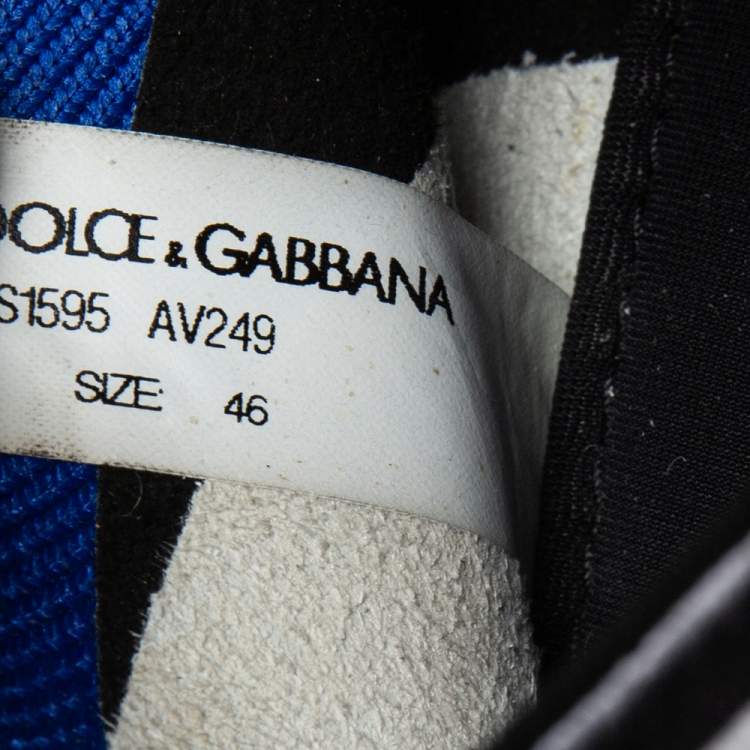 DOLCE & GABBANA
S1595 AV249
SIZE 46